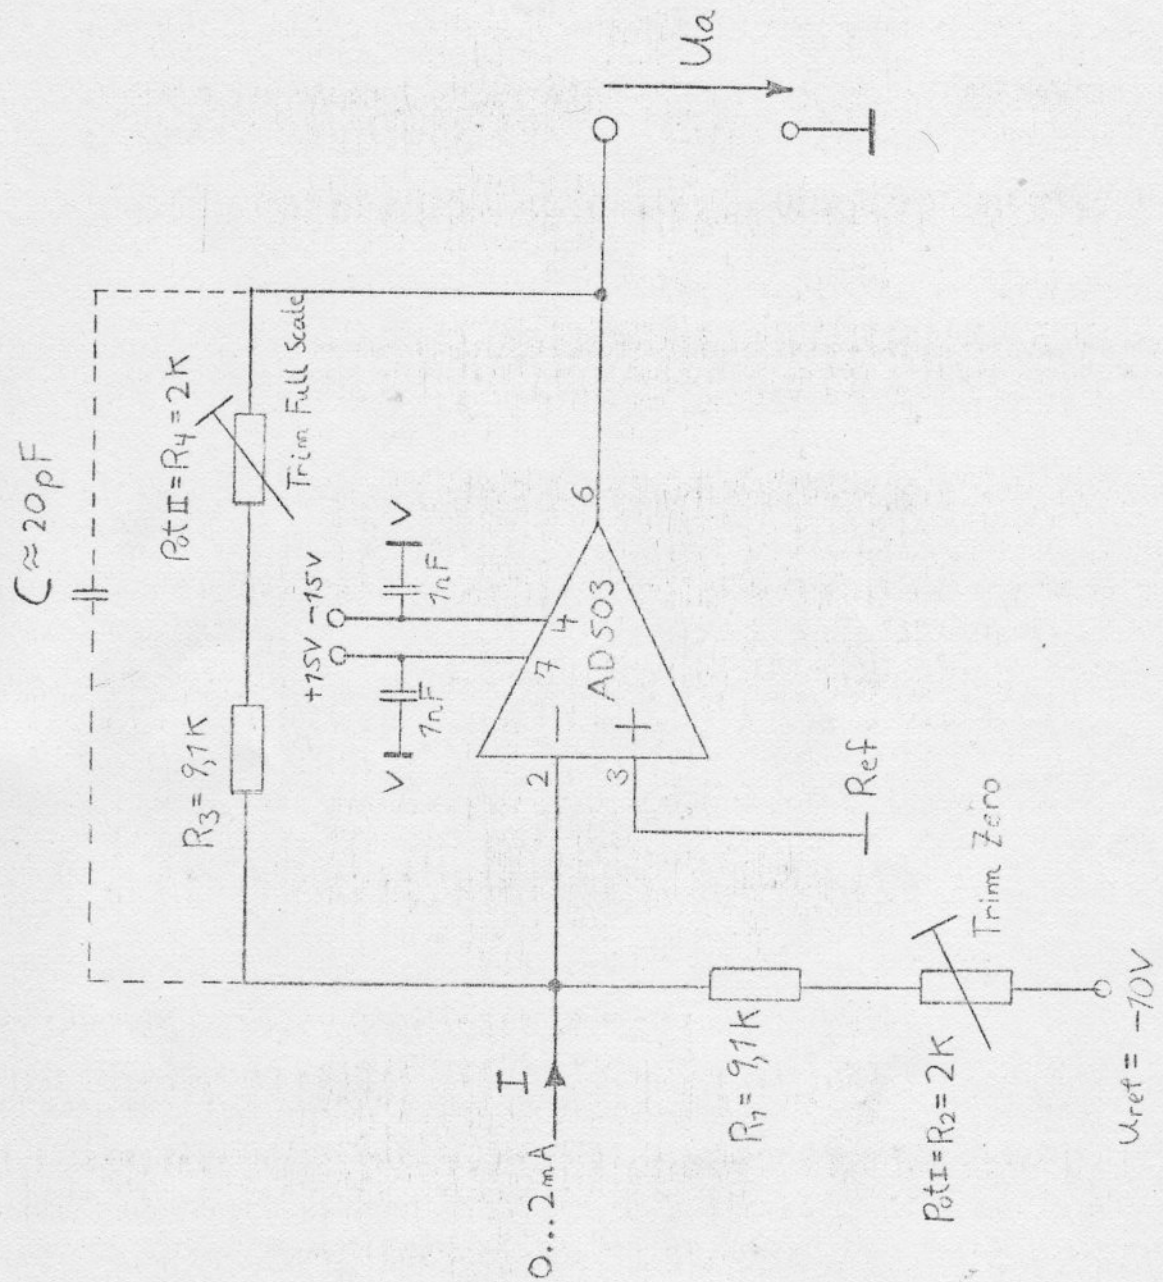 C ≈ 20pF
Pot II = R4 = 2K
Trim Full Scale
R3 = 9,1K
+15V
-15V
1nF
V
1nF
V
7
4
2
3
6
−
+
AD503
Ref
0...2mA
I
R1 = 9,1K
Pot I = R2 = 2K
Trim Zero
Uref = -10V
Ua